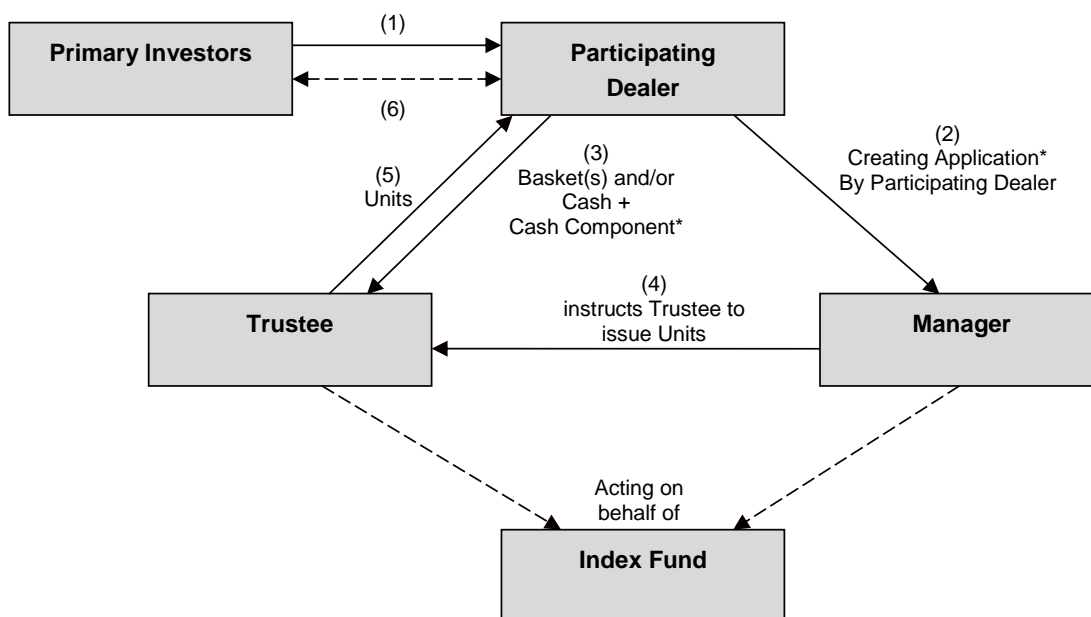 (1)
Primary Investors
Participating
Dealer
(6)
(2)
Creating Application*
By Participating Dealer
(3)
Basket(s) and/or
Cash +
Cash Component*
(5)
Units
(4)
instructs Trustee to
issue Units
Trustee
Manager
Acting on
behalf of
Index Fund